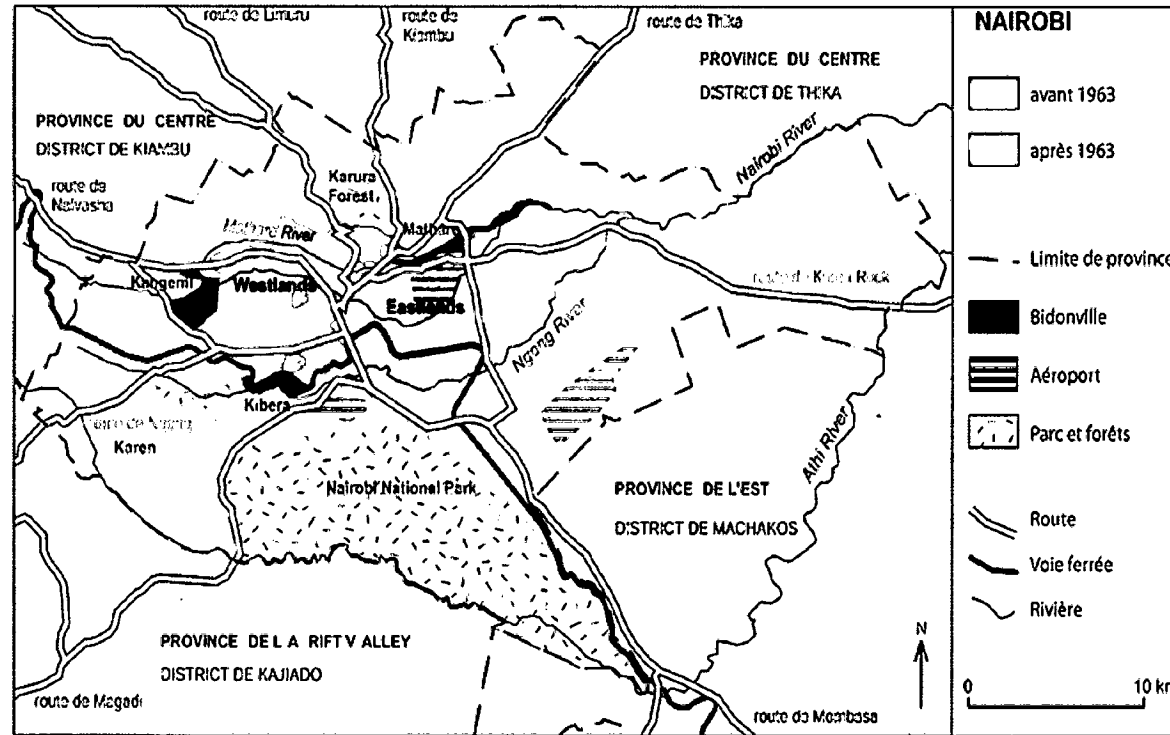 route de Limuru
route de
Kiambu
route de Thika
PROVINCE DU CENTRE
DISTRICT DE THIKA
PROVINCE DU CENTRE
DISTRICT DE KIAMBU
route de
Naivasha
Karura
Forest
Mathare River
Mathare
Nairobi River
Kangemi
Westlands
Eastlands
Ngong River
Kibera
Karen
Nairobi National Park
Athi River
PROVINCE DE L'EST
DISTRICT DE MACHAKOS
PROVINCE DE LA RIFT VALLEY
DISTRICT DE KAJIADO
route de Magadi
route de Mombasa
N
NAIROBI
avant 1963
après 1963
Limite de province
Bidonville
Aéroport
Parc et forêts
Route
Voie ferrée
Rivière
0 10 km